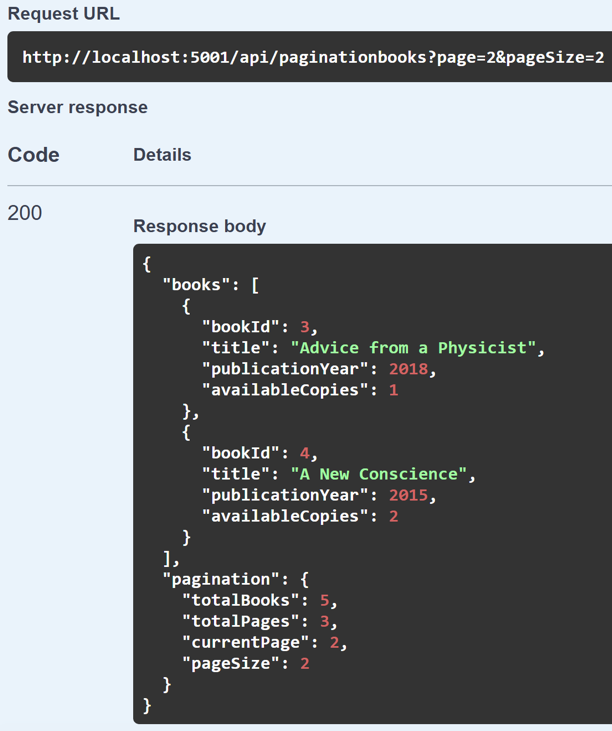 Request URL
http://localhost:5001/api/paginationbooks?page=2&pageSize=2
Server response
Code Details
200
Response body
{
  "books": [
    {
      "bookId": 3,
      "title": "Advice from a Physicist",
      "publicationYear": 2018,
      "availableCopies": 1
    },
    {
      "bookId": 4,
      "title": "A New Conscience",
      "publicationYear": 2015,
      "availableCopies": 2
    }
  ],
  "pagination": {
    "totalBooks": 5,
    "totalPages": 3,
    "currentPage": 2,
    "pageSize": 2
  }
}